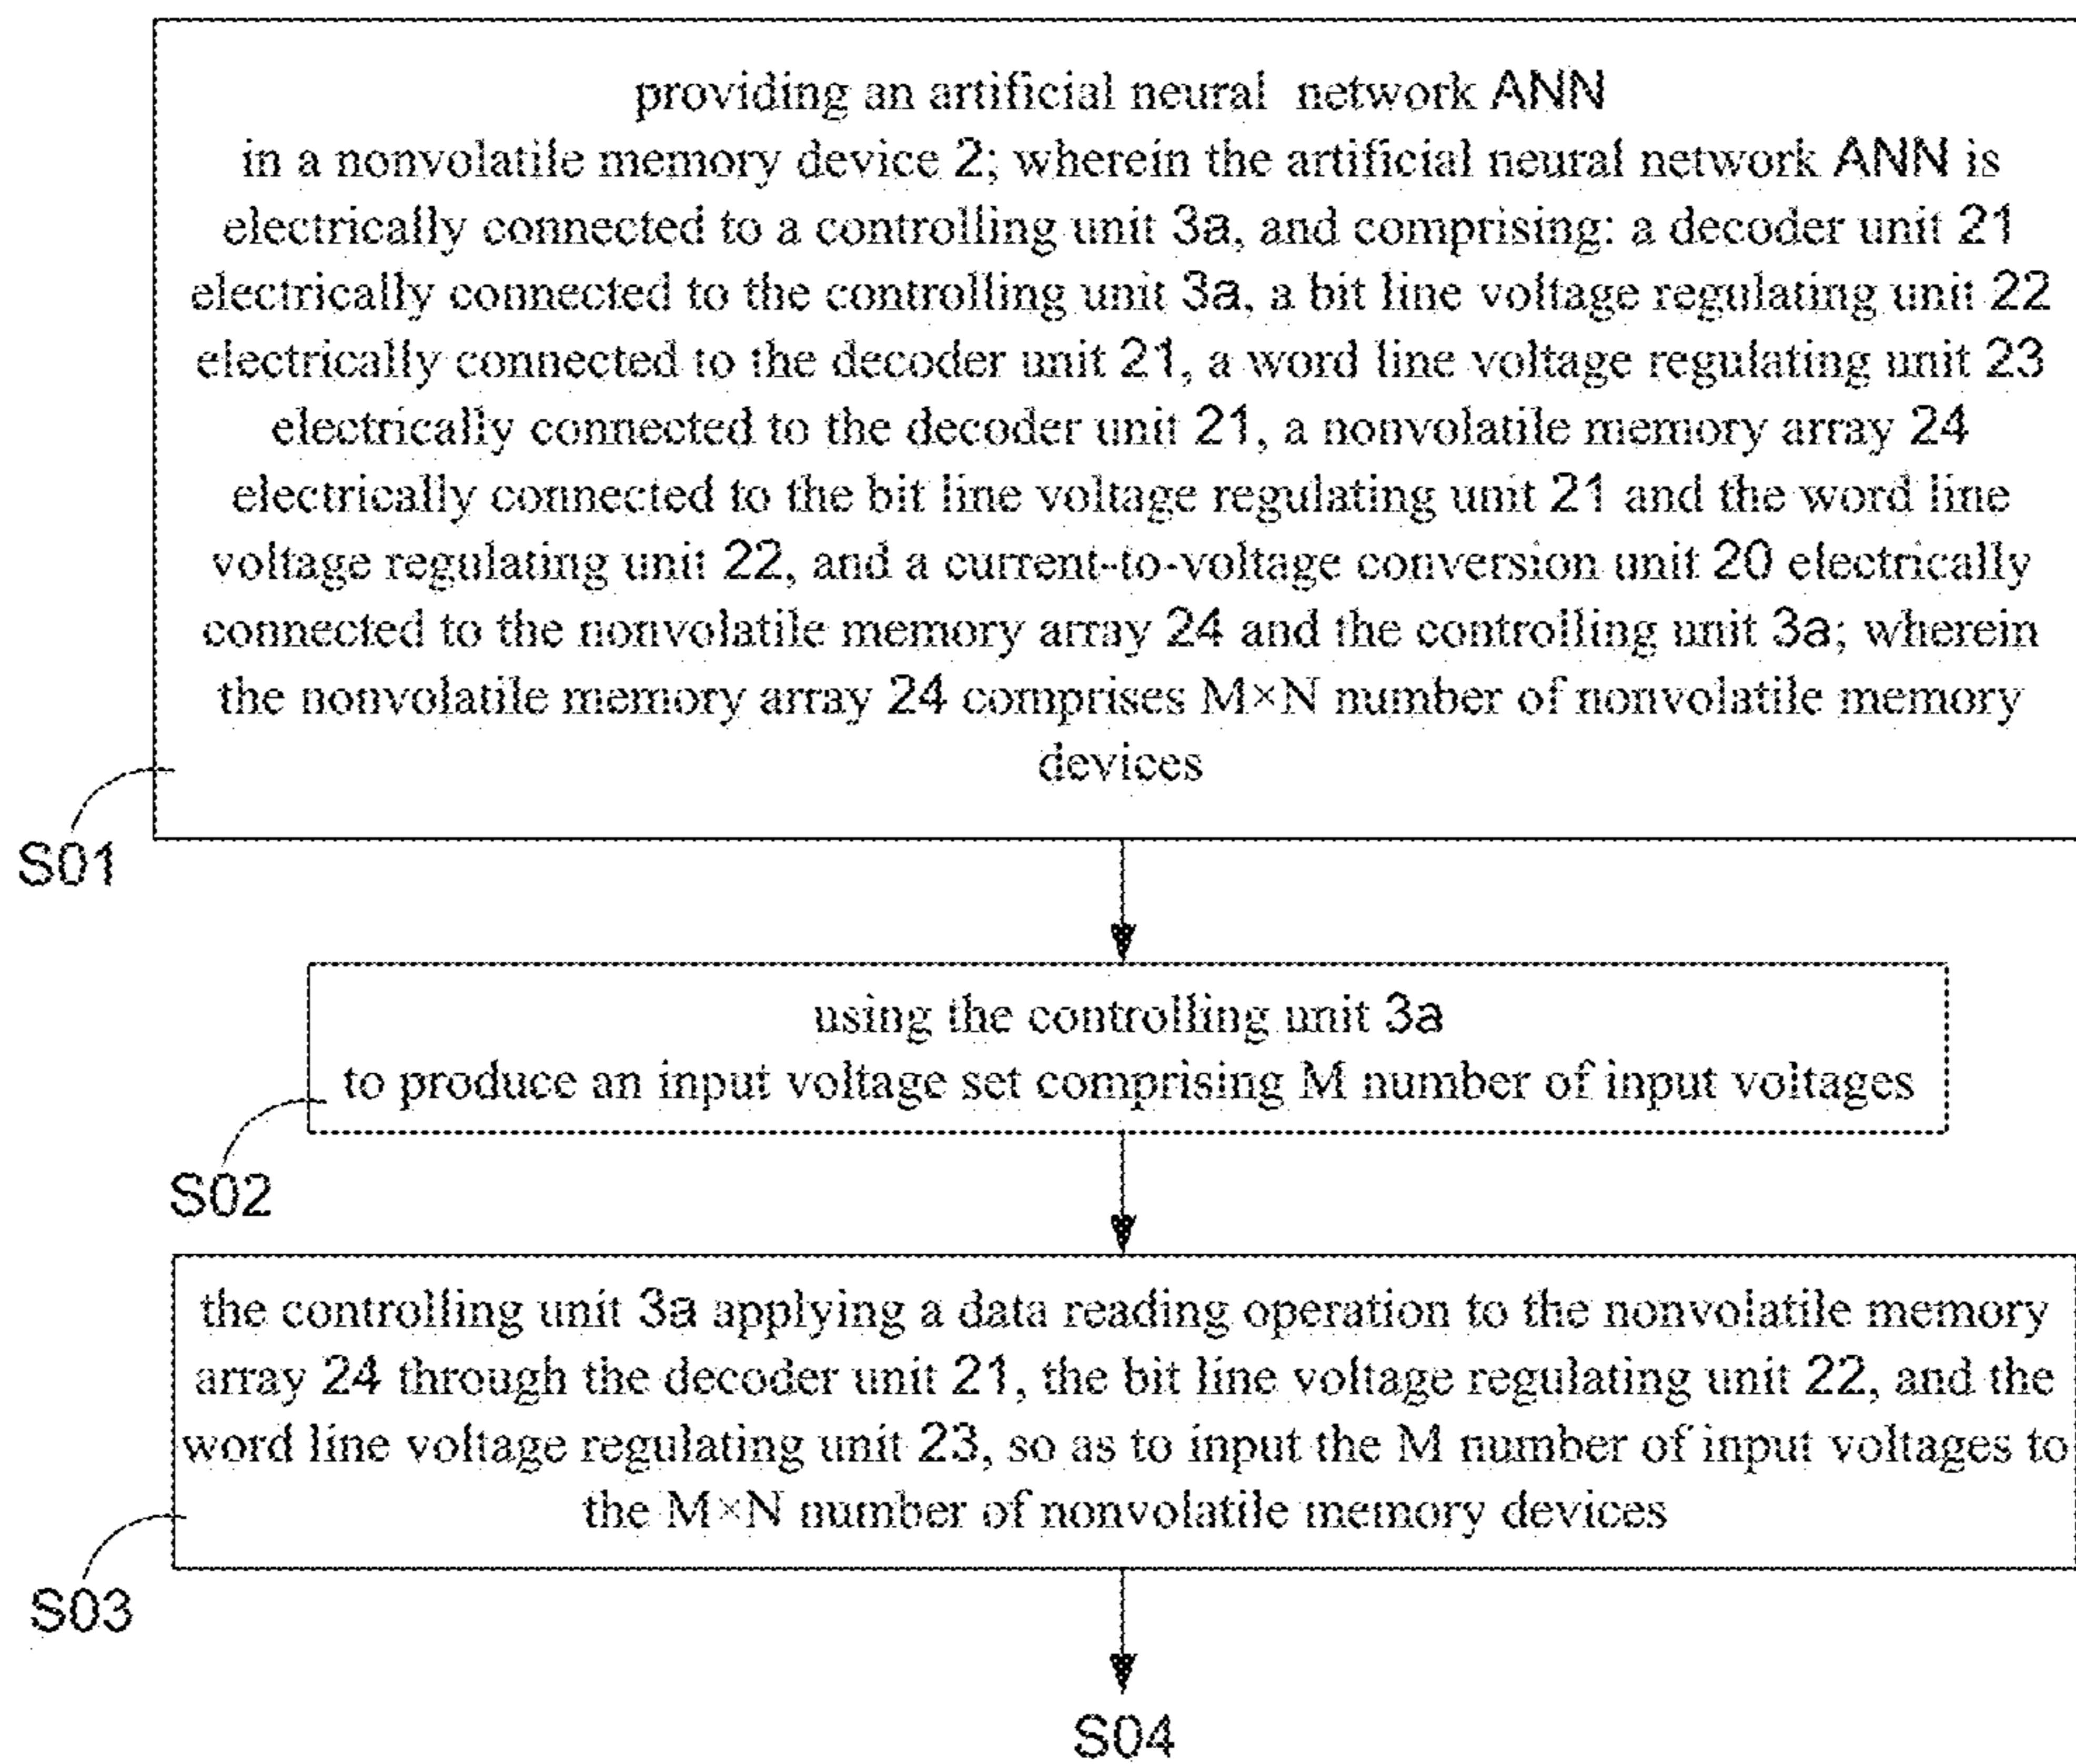 providing an artificial neural network ANN
in a nonvolatile memory device 2; wherein the artificial neural network ANN is
electrically connected to a controlling unit 3a, and comprising: a decoder unit 21
electrically connected to the controlling unit 3a, a bit line voltage regulating unit 22
electrically connected to the decoder unit 21, a word line voltage regulating unit 23
electrically connected to the decoder unit 21, a nonvolatile memory array 24
electrically connected to the bit line voltage regulating unit 21 and the word line
voltage regulating unit 22, and a current-to-voltage conversion unit 20 electrically
connected to the nonvolatile memory array 24 and the controlling unit 3a; wherein
the nonvolatile memory array 24 comprises M×N number of nonvolatile memory
devices
S01
using the controlling unit 3a
to produce an input voltage set comprising M number of input voltages
S02
the controlling unit 3a applying a data reading operation to the nonvolatile memory
array 24 through the decoder unit 21, the bit line voltage regulating unit 22, and the
word line voltage regulating unit 23, so as to input the M number of input voltages to
the M×N number of nonvolatile memory devices
S03
S04